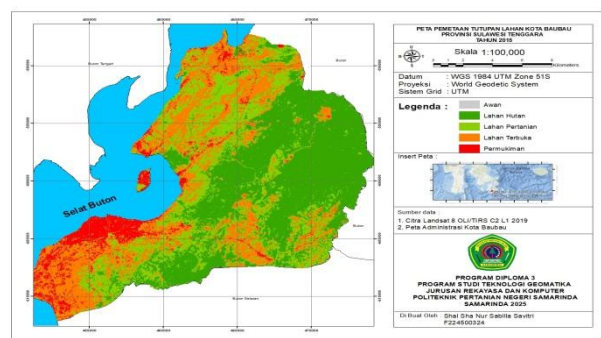 PETA PEMETAAN TUTUPAN LAHAN KOTA BAUBAU
PROVINSI SULAWESI TENGGARA
TAHUN 2015
Skala 1:100,000
Kilometers
Datum : WGS 1984 UTM Zone 51S
Proyeksi : World Geodetic System
Sistem Grid : UTM
Legenda :
Awan
Lahan Hutan
Lahan Pertanian
Lahan Terbuka
Permukiman
Insert Peta :
Sumber data :
1. Citra Landsat 8 OLI/TIRS C2 L1 2019
2. Peta Administrasi Kota Baubau
PROGRAM DIPLOMA 3
PROGRAM STUDI TEKNOLOGI GEOMATIKA
JURUSAN REKAYASA DAN KOMPUTER
POLITEKNIK PERTANIAN NEGERI SAMARINDA
SAMARINDA 2025
Di Buat Oleh : Shal Sha Nur Sabilla Savitri
F224500324
Selat Buton
Buton
Buton Selatan